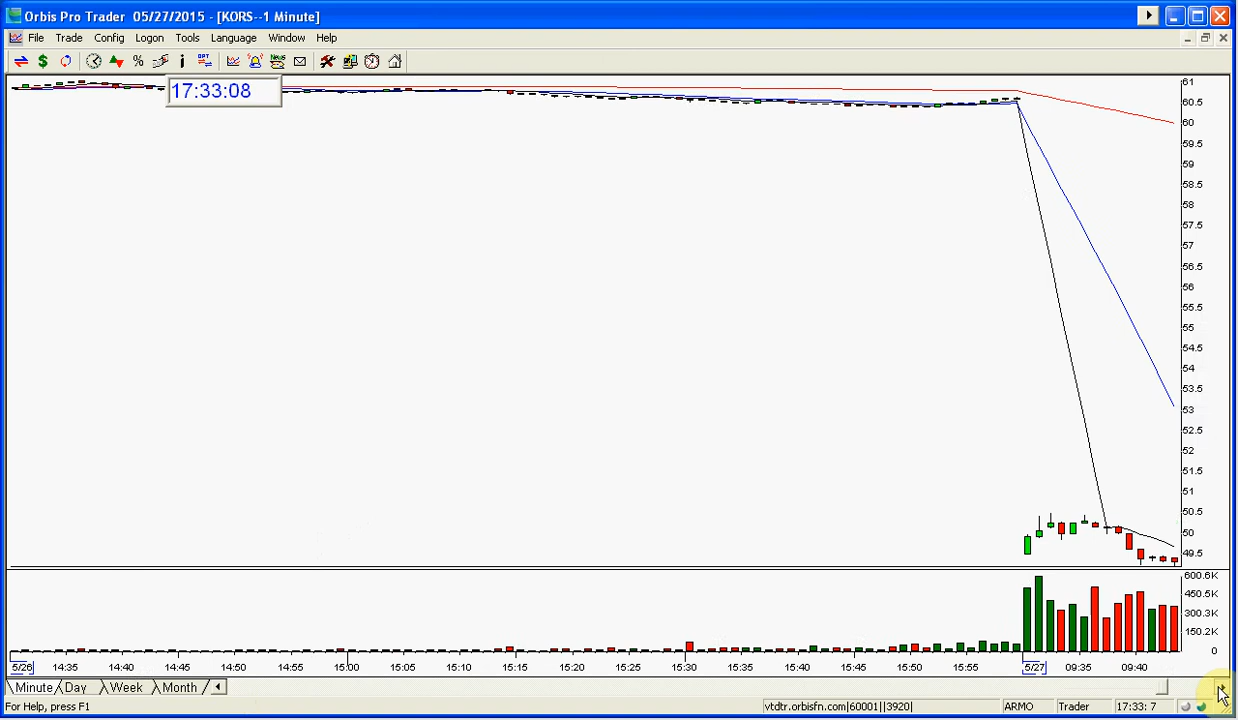 Orbis Pro Trader 05/27/2015 - [KORS--1 Minute]
File Trade Config Logon Tools Language Window Help
$ % i OPT News
17:33:08
61
60.5
60
59.5
59
58.5
58
57.5
57
56.5
56
55.5
55
54.5
54
53.5
53
52.5
52
51.5
51
50.5
50
49.5
600.6K
450.5K
300.3K
150.2K
0
5/26 14:35 14:40 14:45 14:50 14:55 15:00 15:05 15:10 15:15 15:20 15:25 15:30 15:35 15:40 15:45 15:50 15:55 5/27 09:35 09:40
Minute Day Week Month
For Help, press F1 vtdtr.orbisfn.com|60001||3920| ARMO Trader 17:33: 7